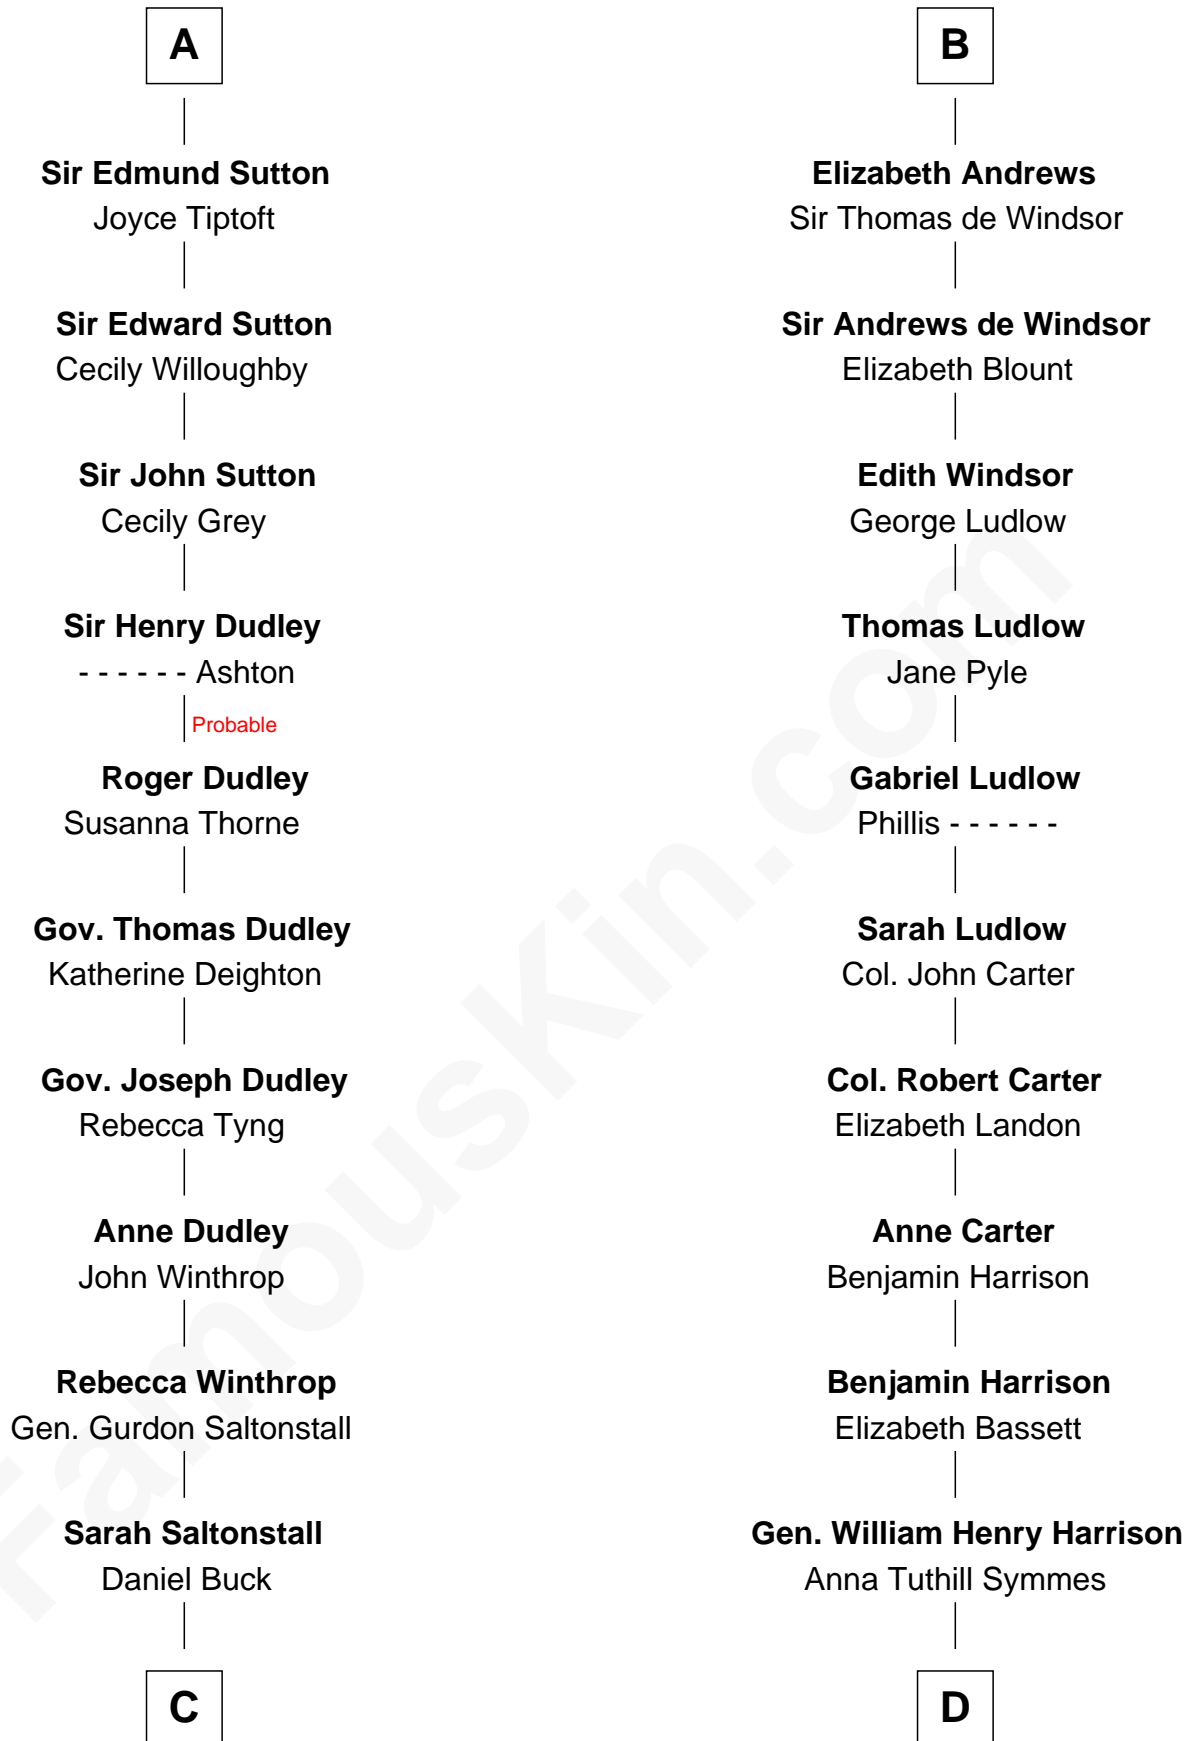 A
Sir Edmund Sutton
Joyce Tiptoft
Sir Edward Sutton
Cecily Willoughby
Sir John Sutton
Cecily Grey
Sir Henry Dudley
- - - - - - Ashton
Probable
Roger Dudley
Susanna Thorne
Gov. Thomas Dudley
Katherine Deighton
Gov. Joseph Dudley
Rebecca Tyng
Anne Dudley
John Winthrop
Rebecca Winthrop
Gen. Gurdon Saltonstall
Sarah Saltonstall
Daniel Buck
C
B
Elizabeth Andrews
Sir Thomas de Windsor
Sir Andrews de Windsor
Elizabeth Blount
Edith Windsor
George Ludlow
Thomas Ludlow
Jane Pyle
Gabriel Ludlow
Phillis - - - - - -
Sarah Ludlow
Col. John Carter
Col. Robert Carter
Elizabeth Landon
Anne Carter
Benjamin Harrison
Benjamin Harrison
Elizabeth Bassett
Gen. William Henry Harrison
Anna Tuthill Symmes
D
FamousKin.com